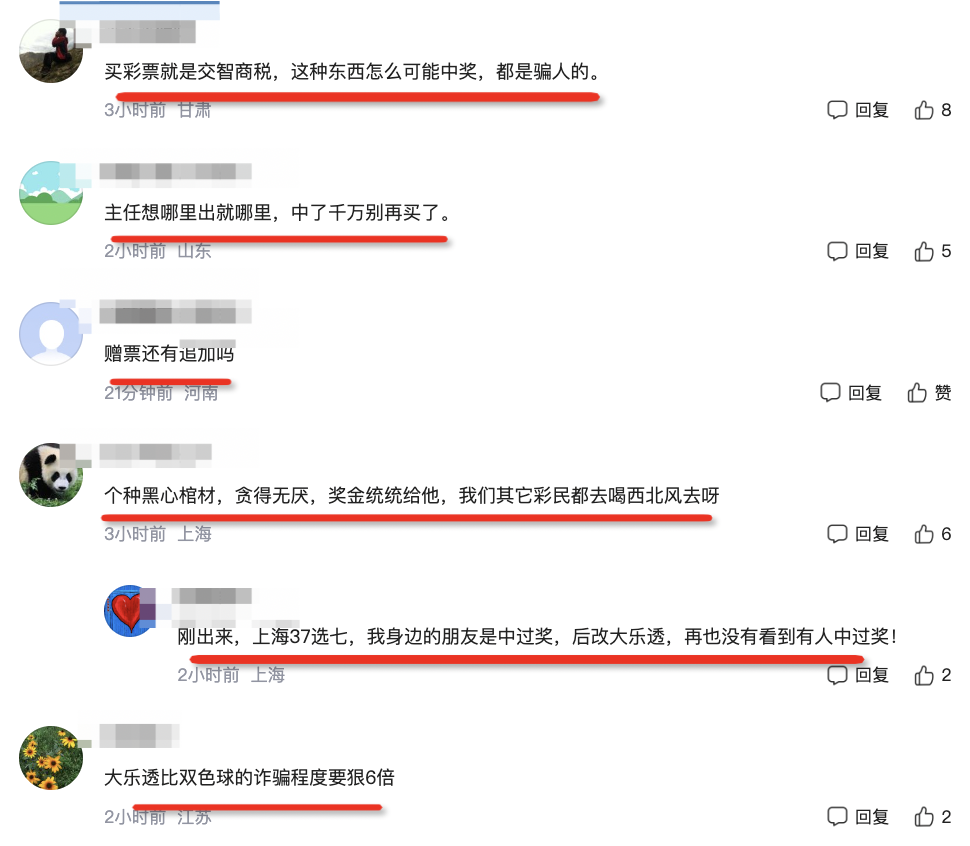 买彩票就是交智商税，这种东西怎么可能中奖，都是骗人的。
3小时前 甘肃
回复 8
主任想哪里出就哪里，中了千万别再买了。
2小时前 山东
回复 5
赠票还有追加吗
21分钟前 河南
回复 赞
个种黑心棺材，贪得无厌，奖金统统给他，我们其它彩民都去喝西北风去呀
3小时前 上海
回复 6
刚出来，上海37选七，我身边的朋友是中过奖，后改大乐透，再也没有看到有人中过奖！
2小时前 上海
回复 2
大乐透比双色球的诈骗程度要狠6倍
2小时前 江苏
回复 2